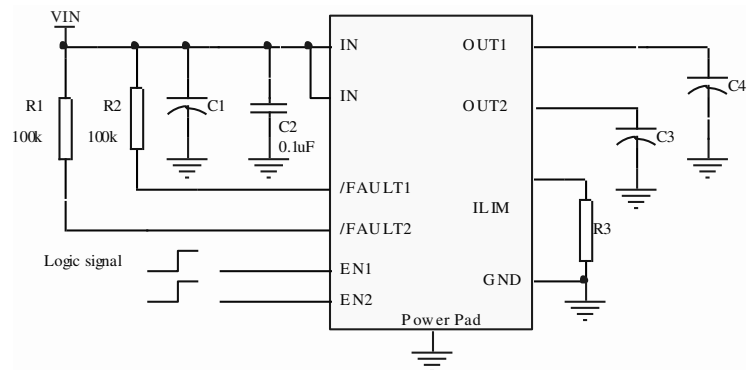 VIN
IN
OUT1
R1
R2
C1
IN
C4
100k
100k
C2
0.1uF
OUT2
C3
/FAULT1
ILIM
/FAULT2
R3
Logic signal
EN1
GND
EN2
Power Pad